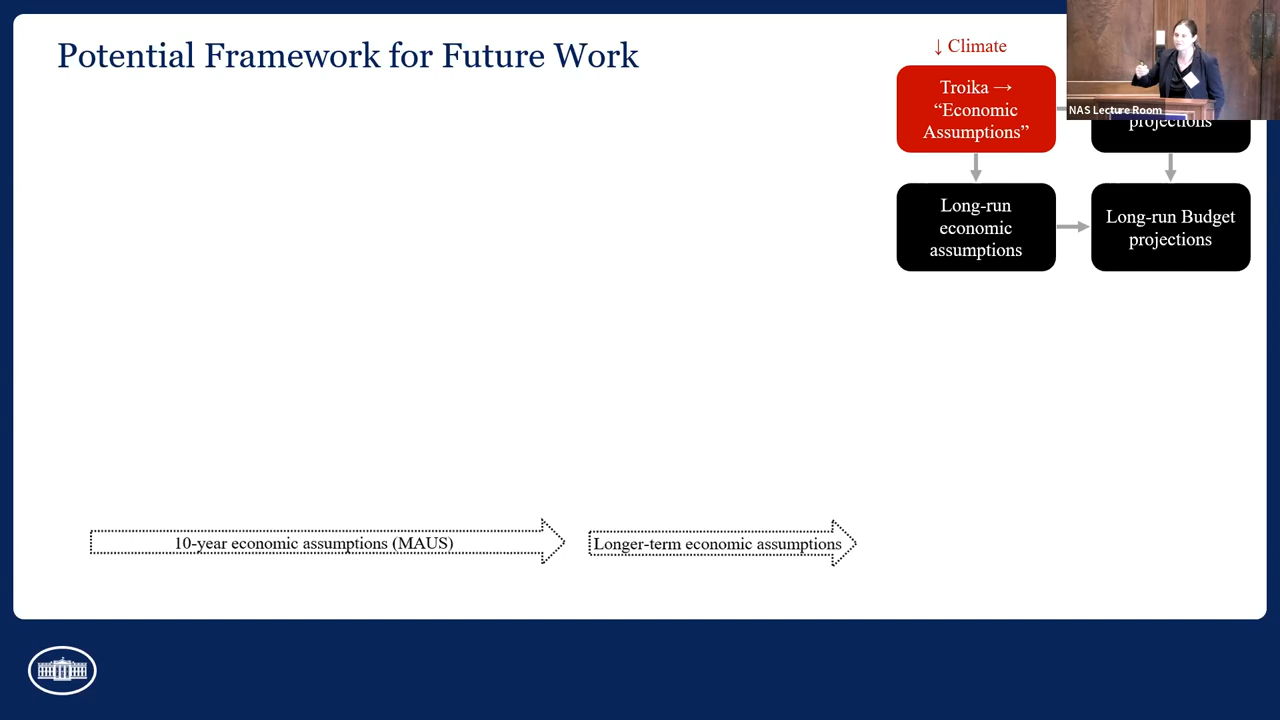 Potential Framework for Future Work
↓ Climate
Troika →
“Economic
Assumptions”
NAS Lecture Room
projections
Long-run
economic
assumptions
Long-run Budget
projections
10-year economic assumptions (MAUS)
Longer-term economic assumptions